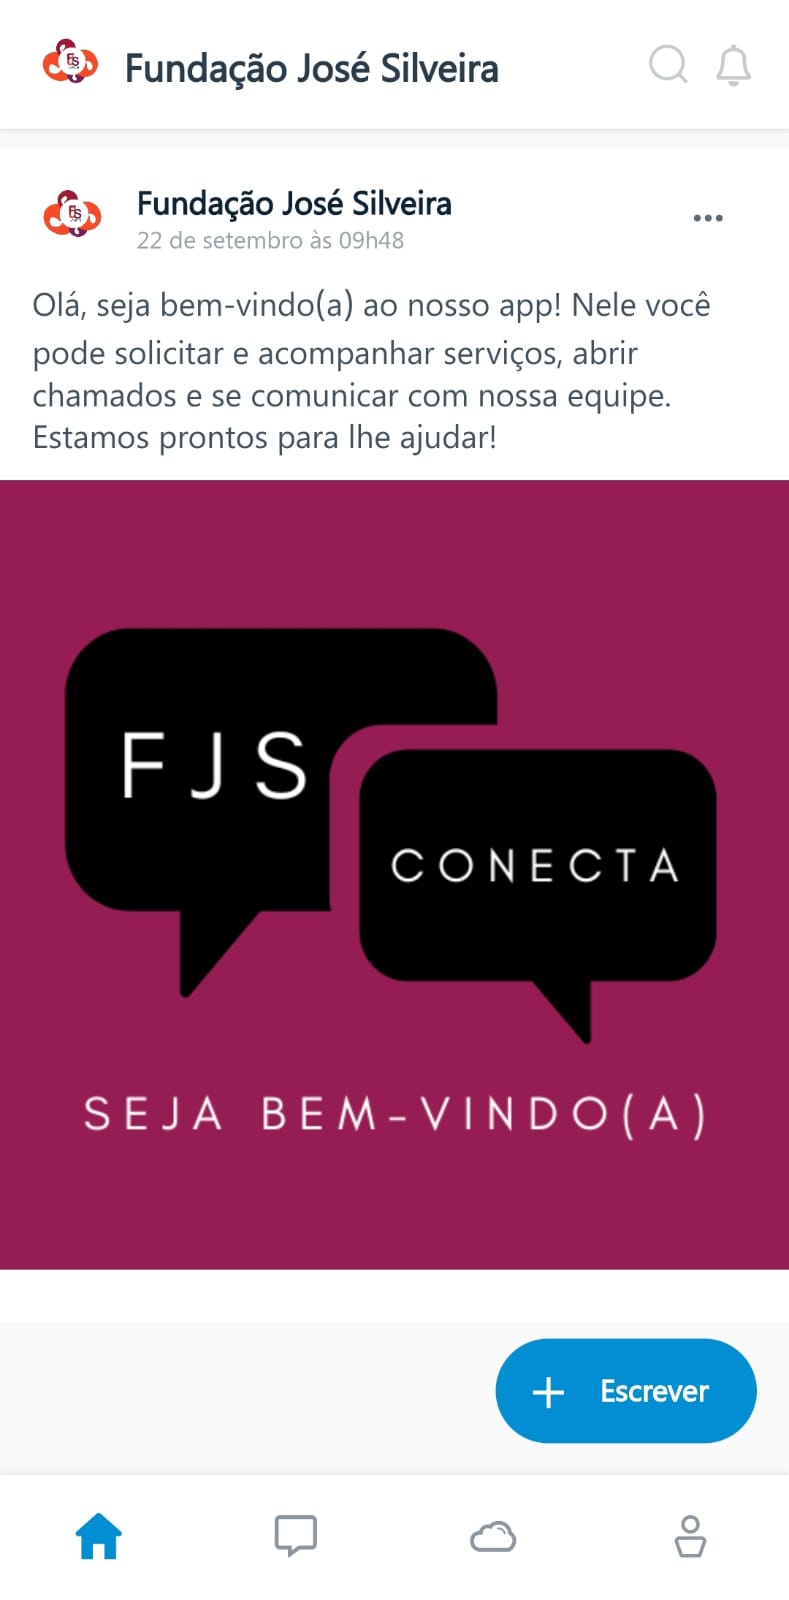 FJS
Fundação José Silveira
FJS
Fundação José Silveira
22 de setembro às 09h48
Olá, seja bem-vindo(a) ao nosso app! Nele você
pode solicitar e acompanhar serviços, abrir
chamados e se comunicar com nossa equipe.
Estamos prontos para lhe ajudar!
FJS
CONECTA
SEJA BEM-VINDO(A)
+ Escrever